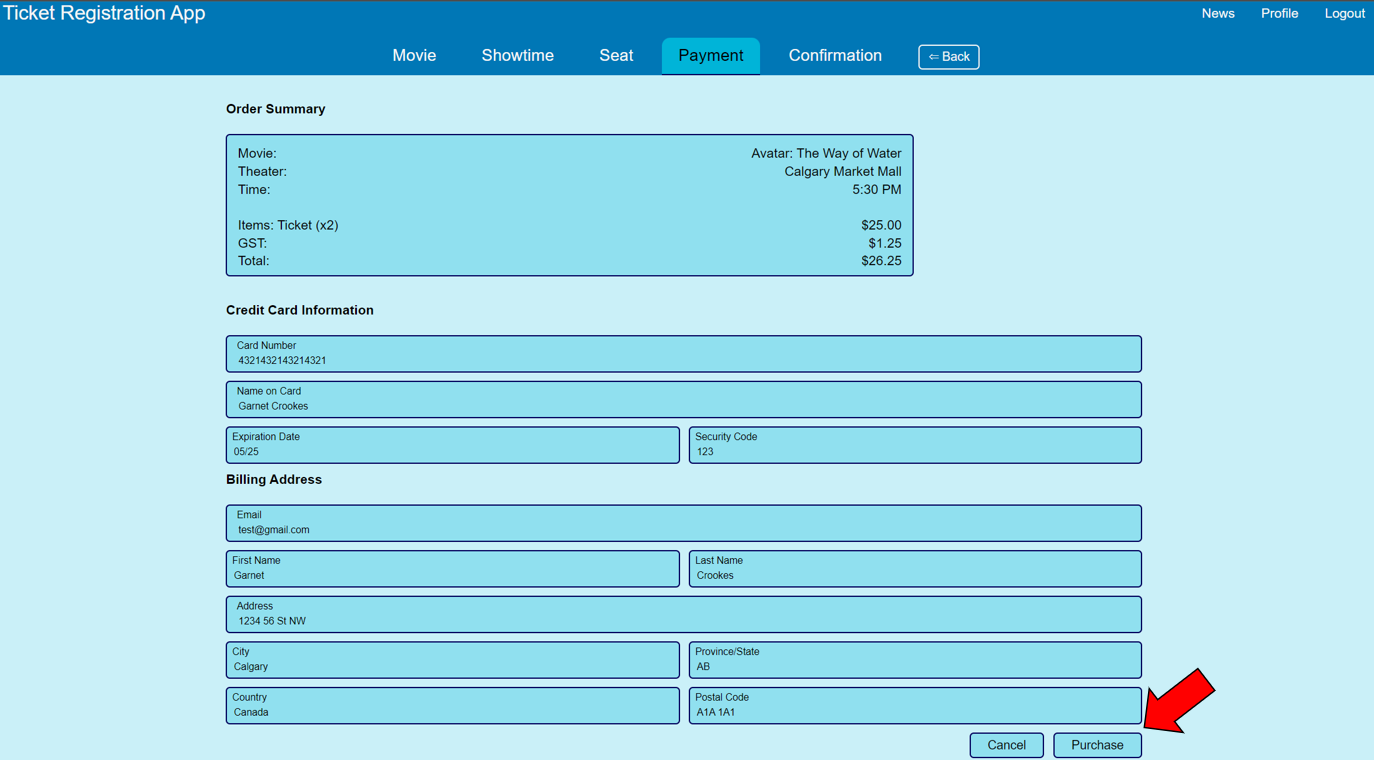 Ticket Registration App
News Profile Logout
Movie Showtime Seat Payment Confirmation ⇐ Back
Order Summary
Movie: Avatar: The Way of Water
Theater: Calgary Market Mall
Time: 5:30 PM
Items: Ticket (x2) $25.00
GST: $1.25
Total: $26.25
Credit Card Information
Card Number
4321432143214321
Name on Card
Garnet Crookes
Expiration Date Security Code
05/25 123
Billing Address
Email
test@gmail.com
First Name Last Name
Garnet Crookes
Address
1234 56 St NW
City Province/State
Calgary AB
Country Postal Code
Canada A1A 1A1
Cancel Purchase